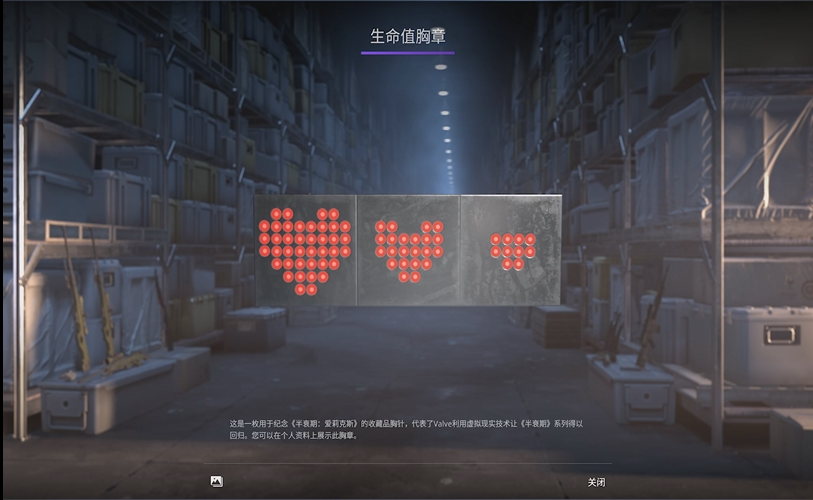 生命值胸章
这是一枚用于纪念《半衰期：爱莉克斯》的收藏品胸针，代表了Valve利用虚拟现实技术让《半衰期》系列得以
回归。您可以在个人资料上展示此胸章。
关闭